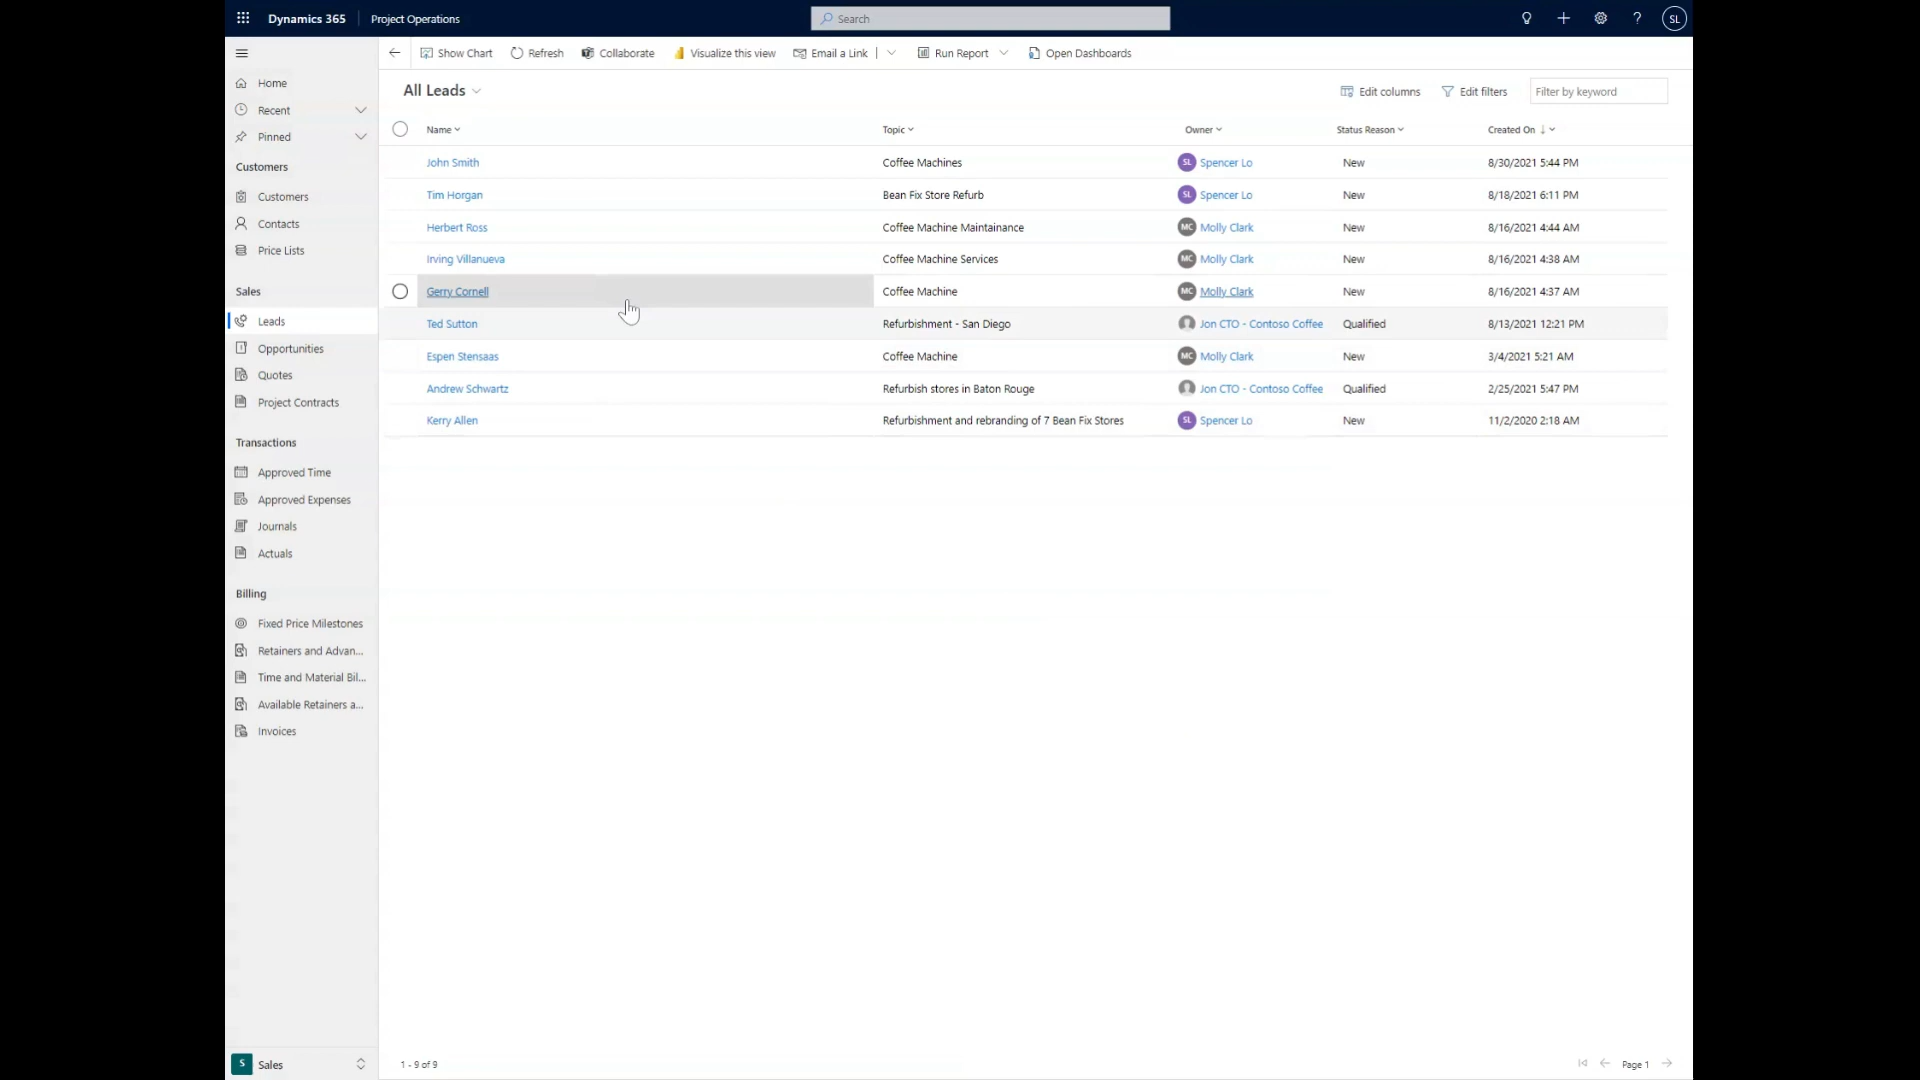 Dynamics 365 Project Operations Search ? SL
Show Chart Refresh Collaborate Visualize this view Email a Link Run Report Open Dashboards
Home
Recent
Pinned
Customers
Customers
Contacts
Price Lists
Sales
Leads
Opportunities
Quotes
Project Contracts
Transactions
Approved Time
Approved Expenses
Journals
Actuals
Billing
Fixed Price Milestones
Retainers and Advan...
Time and Material Bil...
Available Retainers a...
Invoices
S Sales
All Leads Edit columns Edit filters Filter by keyword
Name Topic Owner Status Reason Created On
John Smith Coffee Machines SL Spencer Lo New 8/30/2021 5:44 PM
Tim Horgan Bean Fix Store Refurb SL Spencer Lo New 8/18/2021 6:11 PM
Herbert Ross Coffee Machine Maintainance MC Molly Clark New 8/16/2021 4:44 AM
Irving Villanueva Coffee Machine Services MC Molly Clark New 8/16/2021 4:38 AM
Gerry Cornell Coffee Machine MC Molly Clark New 8/16/2021 4:37 AM
Ted Sutton Refurbishment - San Diego Jon CTO - Contoso Coffee Qualified 8/13/2021 12:21 PM
Espen Stensaas Coffee Machine MC Molly Clark New 3/4/2021 5:21 AM
Andrew Schwartz Refurbish stores in Baton Rouge Jon CTO - Contoso Coffee Qualified 2/25/2021 5:47 PM
Kerry Allen Refurbishment and rebranding of 7 Bean Fix Stores SL Spencer Lo New 11/2/2020 2:18 AM
1 - 9 of 9 Page 1